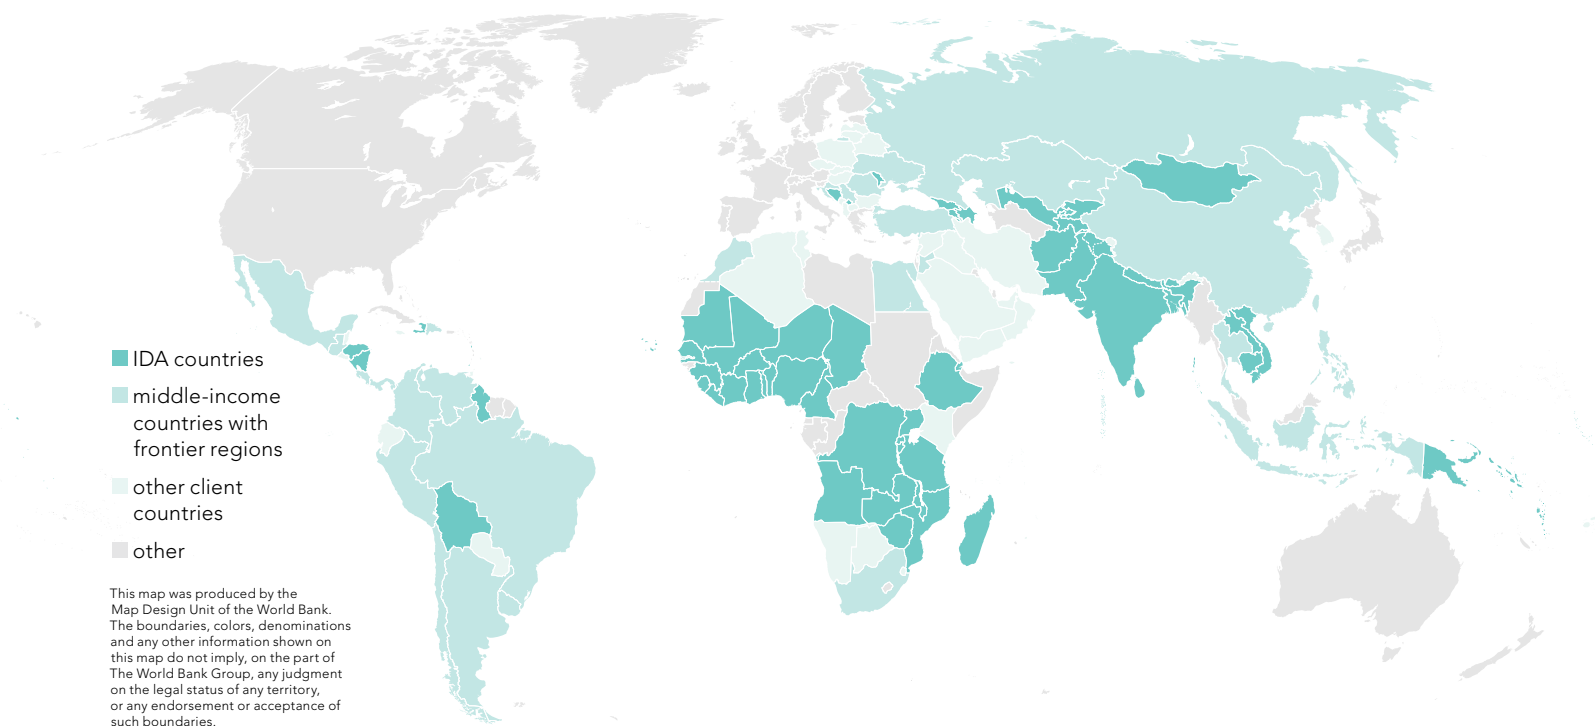 IDA countries
middle-income
countries with
frontier regions
other client
countries
other
This map was produced by the
Map Design Unit of the World Bank.
The boundaries, colors, denominations
and any other information shown on
this map do not imply, on the part of
The World Bank Group, any judgment
on the legal status of any territory,
or any endorsement or acceptance of
such boundaries.